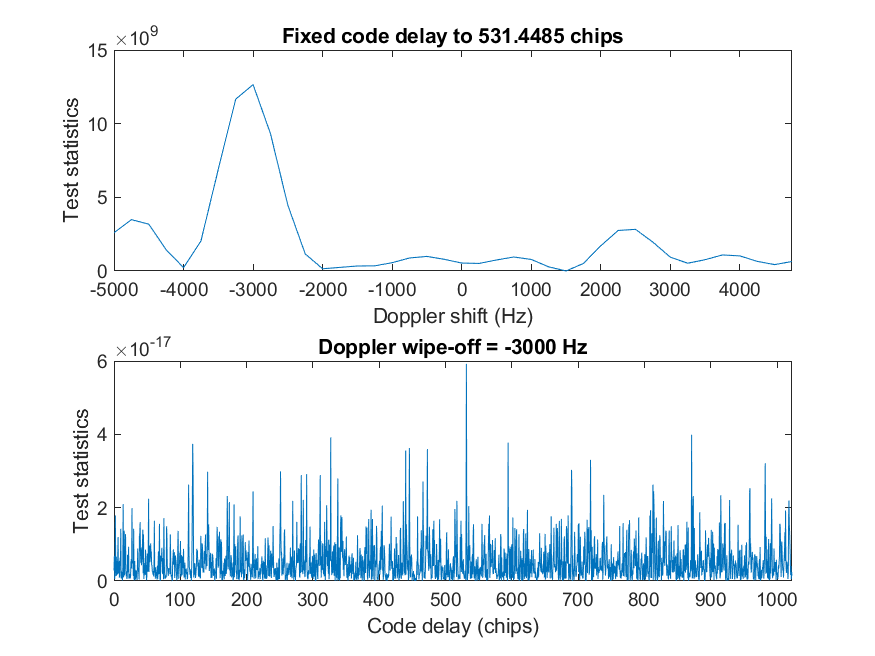 ×10^9
Fixed code delay to 531.4485 chips
15
10
5
0
Test statistics
-5000 -4000 -3000 -2000 -1000 0 1000 2000 3000 4000
Doppler shift (Hz)
×10^-17
Doppler wipe-off = -3000 Hz
6
4
2
0
Test statistics
0 100 200 300 400 500 600 700 800 900 1000
Code delay (chips)